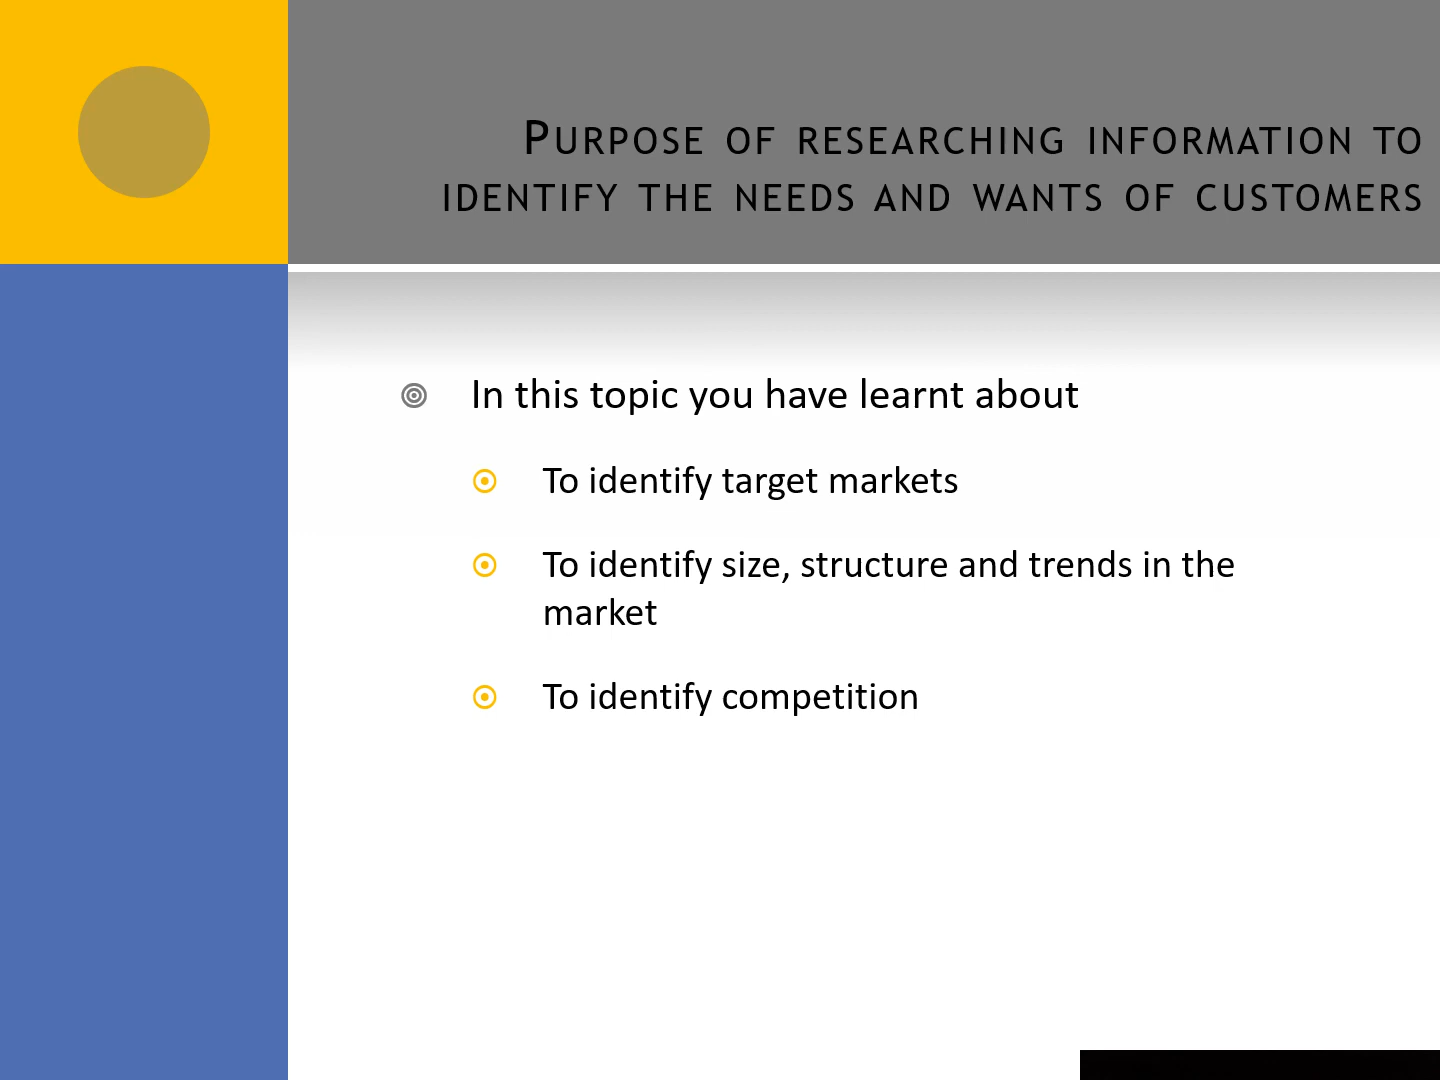 Purpose of researching information to
identify the needs and wants of customers
In this topic you have learnt about
To identify target markets
To identify size, structure and trends in the
market
To identify competition